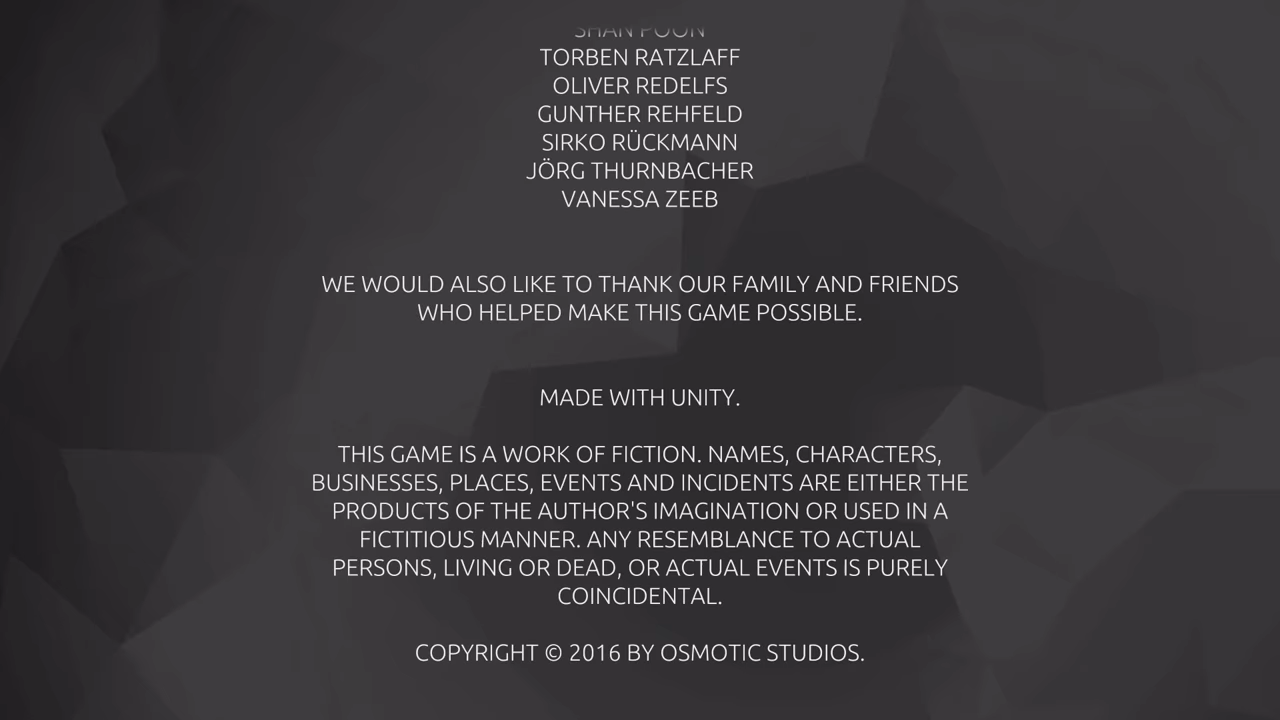 SHAN POON
TORBEN RATZLAFF
OLIVER REDELFS
GUNTHER REHFELD
SIRKO RÜCKMANN
JÖRG THURNBACHER
VANESSA ZEEB
WE WOULD ALSO LIKE TO THANK OUR FAMILY AND FRIENDS
WHO HELPED MAKE THIS GAME POSSIBLE.
MADE WITH UNITY.
THIS GAME IS A WORK OF FICTION. NAMES, CHARACTERS,
BUSINESSES, PLACES, EVENTS AND INCIDENTS ARE EITHER THE
PRODUCTS OF THE AUTHOR'S IMAGINATION OR USED IN A
FICTITIOUS MANNER. ANY RESEMBLANCE TO ACTUAL
PERSONS, LIVING OR DEAD, OR ACTUAL EVENTS IS PURELY
COINCIDENTAL.
COPYRIGHT © 2016 BY OSMOTIC STUDIOS.